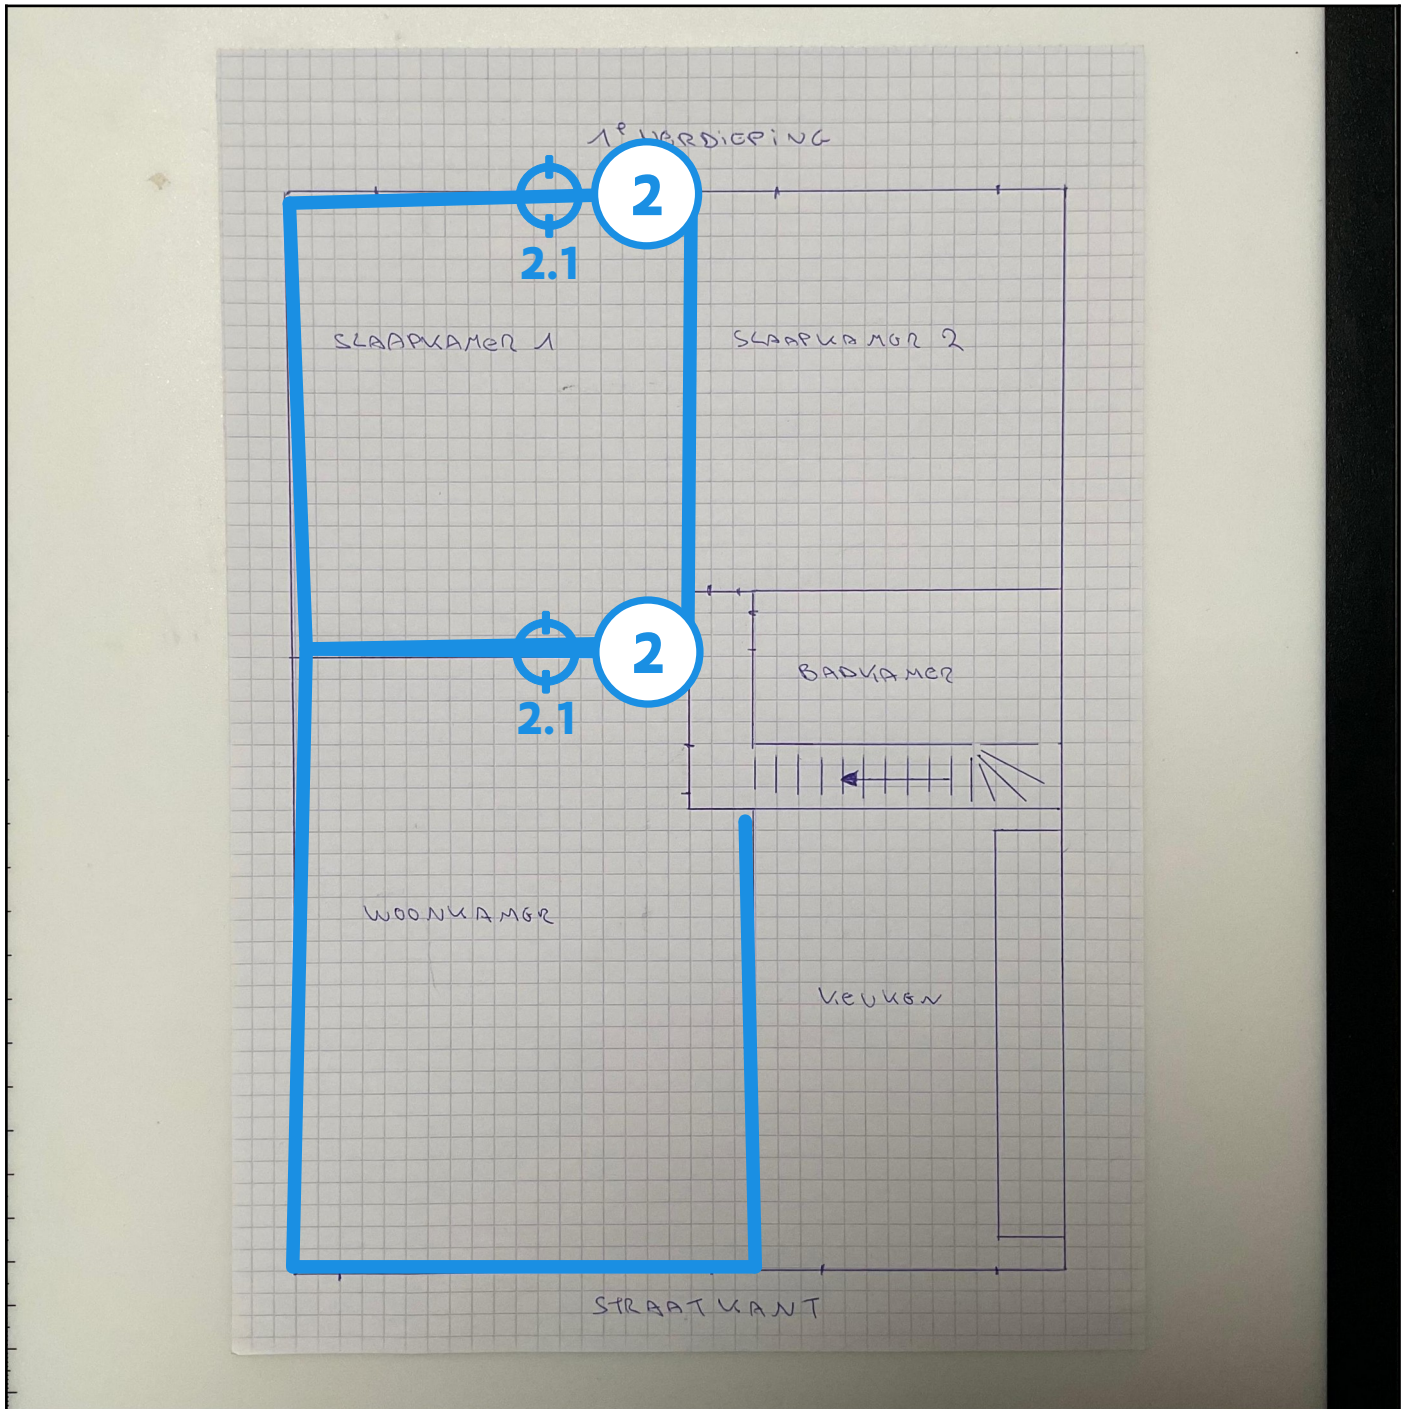 1e VERDIEPING
2
2.1
SLAAPKAMER 1
SLAAPKAMER 2
2
2.1
BADKAMER
WOONKAMER
KEUKEN
STRAATKANT